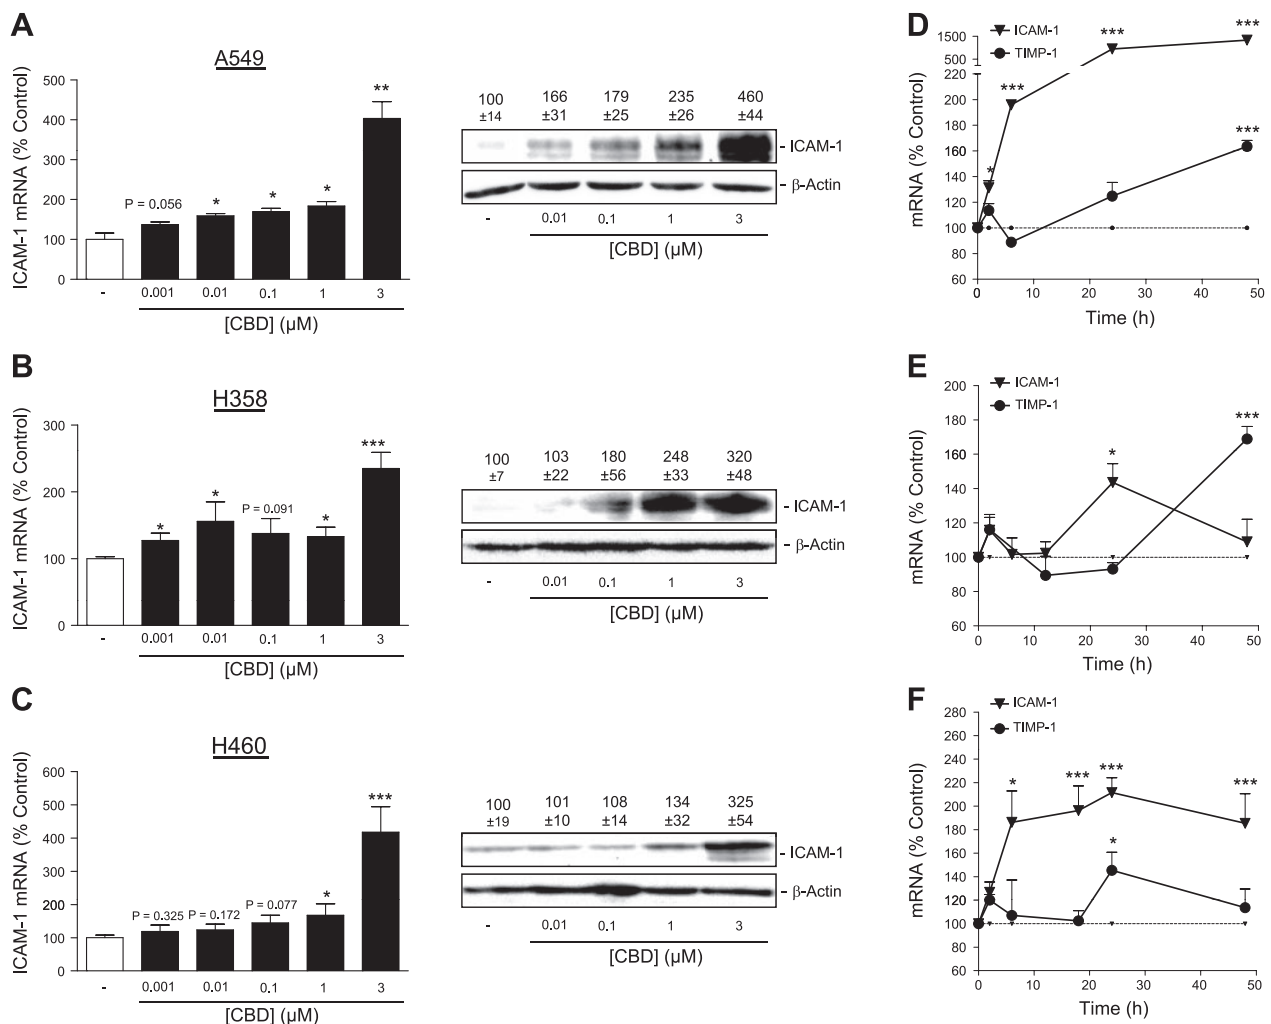 A
A549
ICAM-1 mRNA (% Control)
500
400
300
200
100
0
P = 0.056
*
*
*
**
-
0.001
0.01
0.1
1
3
[CBD] (µM)
100 166 179 235 460
±14 ±31 ±25 ±26 ±44
- ICAM-1
- β-Actin
- 0.01 0.1 1 3
[CBD] (µM)
D
ICAM-1
TIMP-1
mRNA (% Control)
1500
500
220
200
180
160
140
120
100
80
60
*
***
***
***
***
0 10 20 30 40 50
Time (h)
B
H358
ICAM-1 mRNA (% Control)
300
200
100
0
*
*
P = 0.091
*
***
-
0.001
0.01
0.1
1
3
[CBD] (µM)
100 103 180 248 320
±7 ±22 ±56 ±33 ±48
- ICAM-1
- β-Actin
- 0.01 0.1 1 3
[CBD] (µM)
E
ICAM-1
TIMP-1
mRNA (% Control)
200
180
160
140
120
100
80
60
*
***
0 10 20 30 40 50
Time (h)
C
H460
ICAM-1 mRNA (% Control)
600
500
400
300
200
100
0
P = 0.325
P = 0.172
P = 0.077
*
***
-
0.001
0.01
0.1
1
3
[CBD] (µM)
100 101 108 134 325
±19 ±10 ±14 ±32 ±54
- ICAM-1
- β-Actin
- 0.01 0.1 1 3
[CBD] (µM)
F
ICAM-1
TIMP-1
mRNA (% Control)
280
260
240
220
200
180
160
140
120
100
80
60
*
***
***
***
*
0 10 20 30 40 50
Time (h)